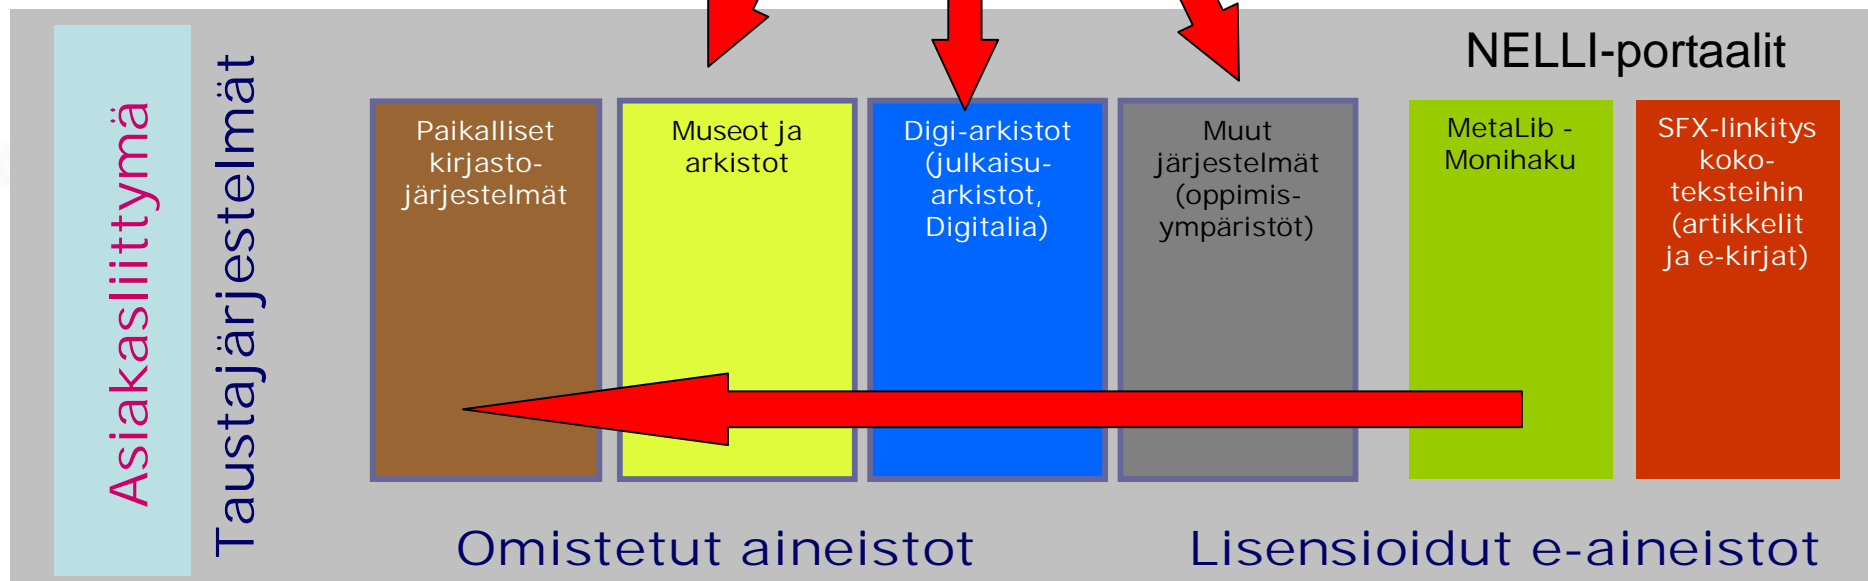 Asiakasliittymä
Taustajärjestelmät
NELLI-portaalit
Paikalliset
kirjasto-
järjestelmät
Museot ja
arkistot
Digi-arkistot
(julkaisu-
arkistot,
Digitalia)
Muut
järjestelmät
(oppimis-
ympäristöt)
MetaLib -
Monihaku
SFX-linkitys
koko-
teksteihin
(artikkelit
ja e-kirjat)
Omistetut aineistot
Lisensioidut e-aineistot